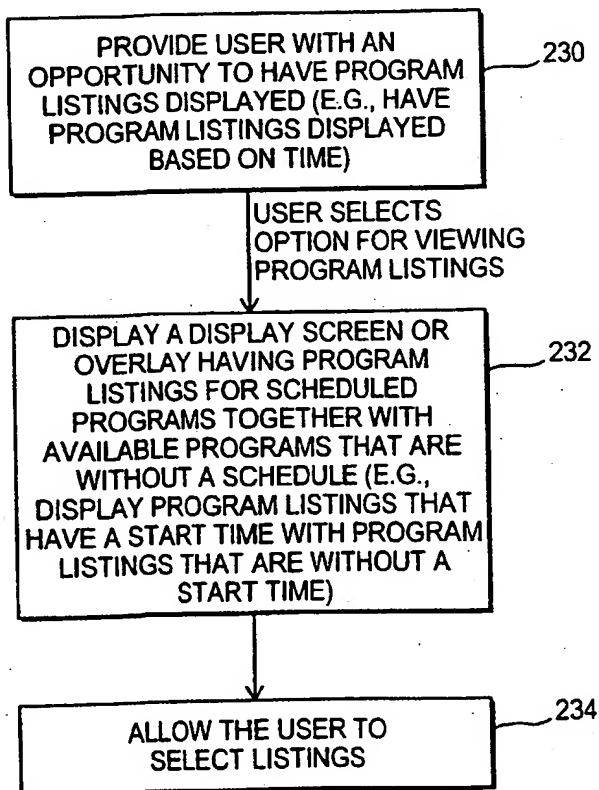 PROVIDE USER WITH AN
OPPORTUNITY TO HAVE PROGRAM
LISTINGS DISPLAYED (E.G., HAVE
PROGRAM LISTINGS DISPLAYED
BASED ON TIME)
230
USER SELECTS
OPTION FOR VIEWING
PROGRAM LISTINGS
DISPLAY A DISPLAY SCREEN OR
OVERLAY HAVING PROGRAM
LISTINGS FOR SCHEDULED
PROGRAMS TOGETHER WITH
AVAILABLE PROGRAMS THAT ARE
WITHOUT A SCHEDULE (E.G.,
DISPLAY PROGRAM LISTINGS THAT
HAVE A START TIME WITH PROGRAM
LISTINGS THAT ARE WITHOUT A
START TIME)
232
ALLOW THE USER TO
SELECT LISTINGS
234